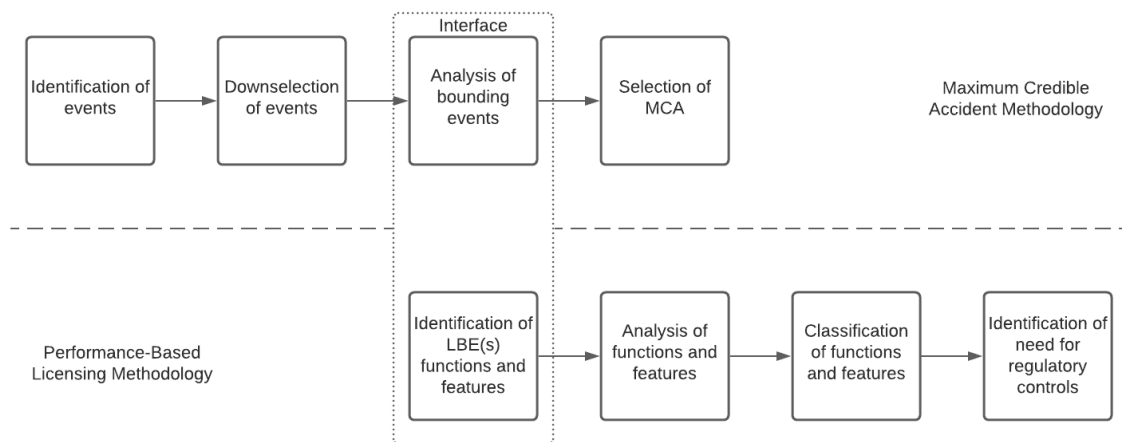 Interface
Identification of
events
Downselection
of events
Analysis of
bounding
events
Selection of
MCA
Maximum Credible
Accident Methodology
Performance-Based
Licensing Methodology
Identification of
LBE(s)
functions and
features
Analysis of
functions and
features
Classification
of functions
and features
Identification of
need for
regulatory
controls